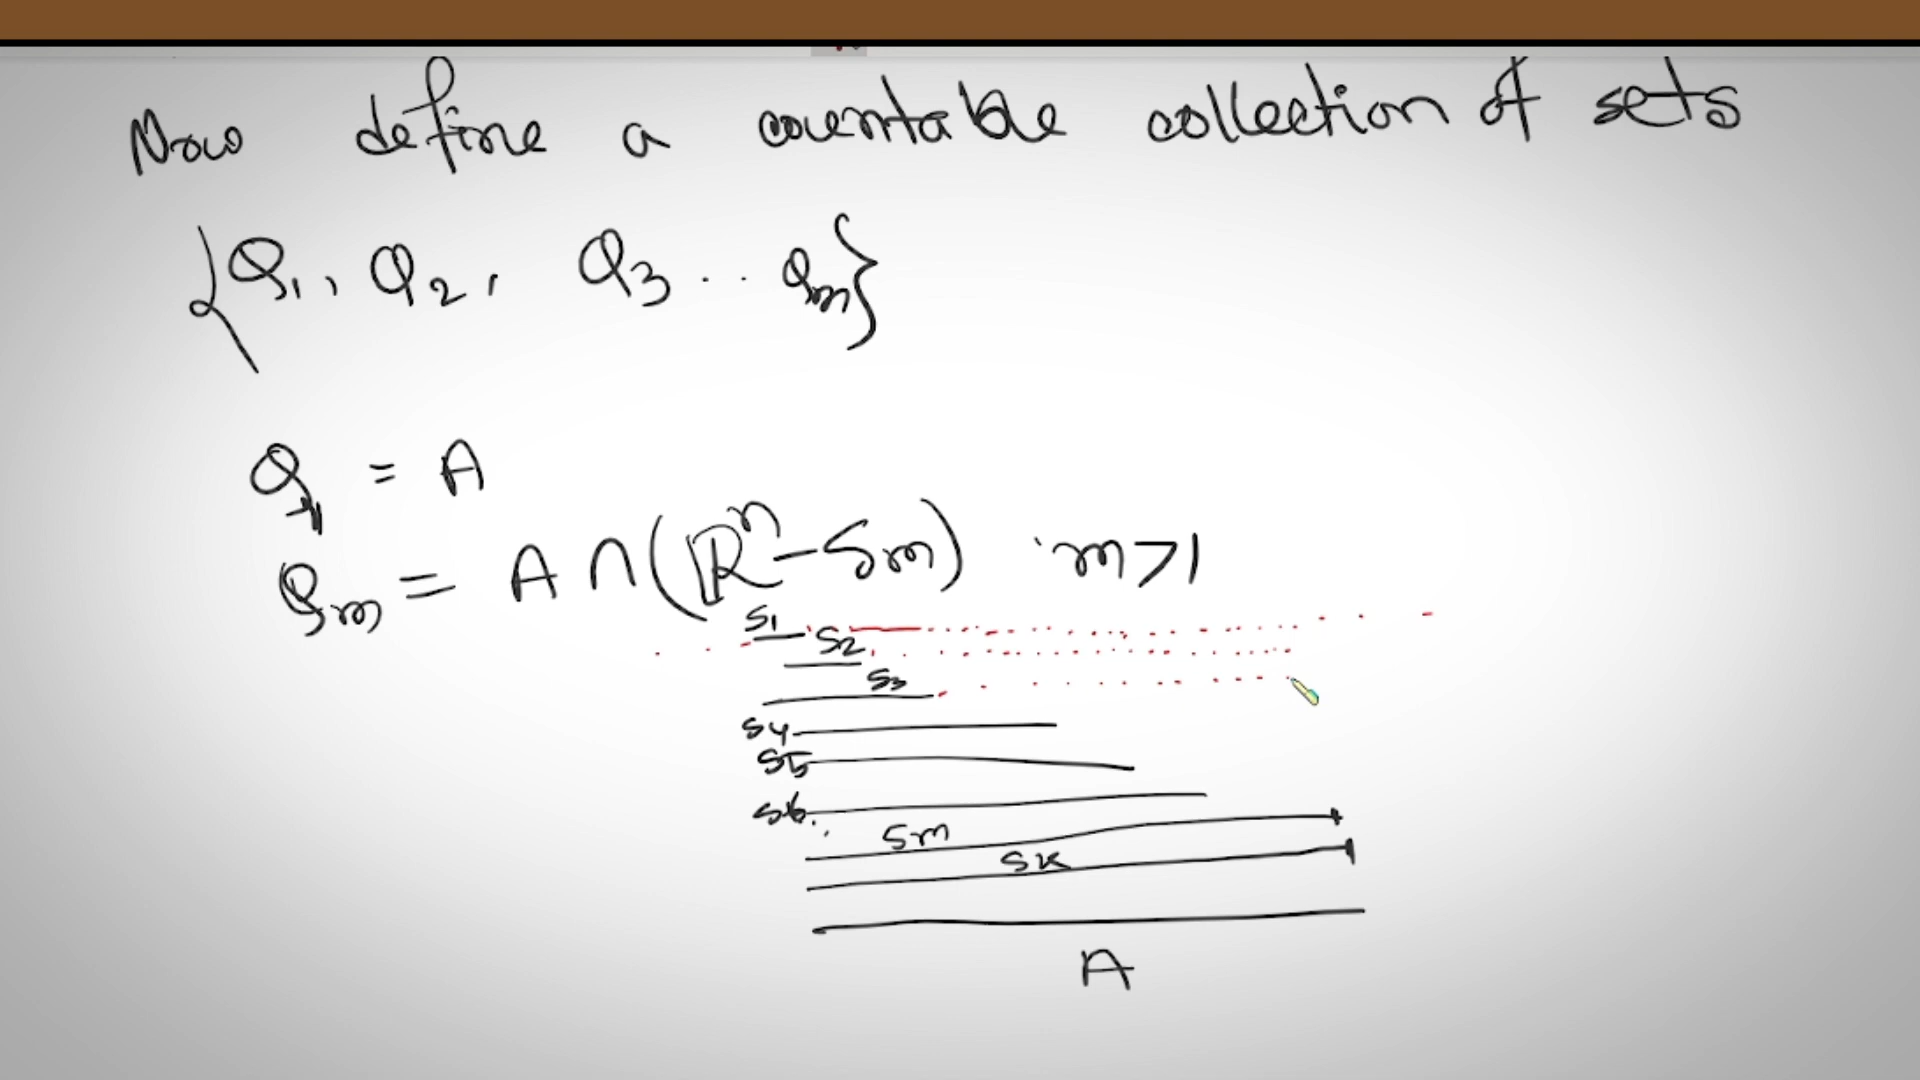 Now define a countable collection of sets
{Q₁, Q₂, Q₃ .. Qₘ}
Q₁ = A
Qₘ = A ∩ (ℝⁿ - Sₘ) m > 1
S₁
S₂
S₃
S₄
S₅
S₆
Sₘ
Sₖ
A